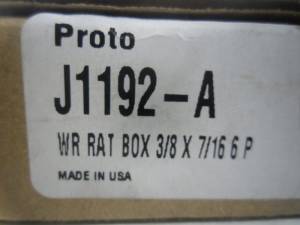 Proto
J1192-A
WR RAT BOX 3/8 X 7/16 6 P
MADE IN USA